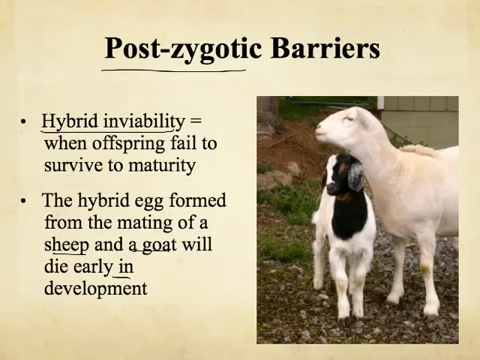 Post-zygotic Barriers
• Hybrid inviability =
when offspring fail to
survive to maturity
• The hybrid egg formed
from the mating of a
sheep and a goat will
die early in
development